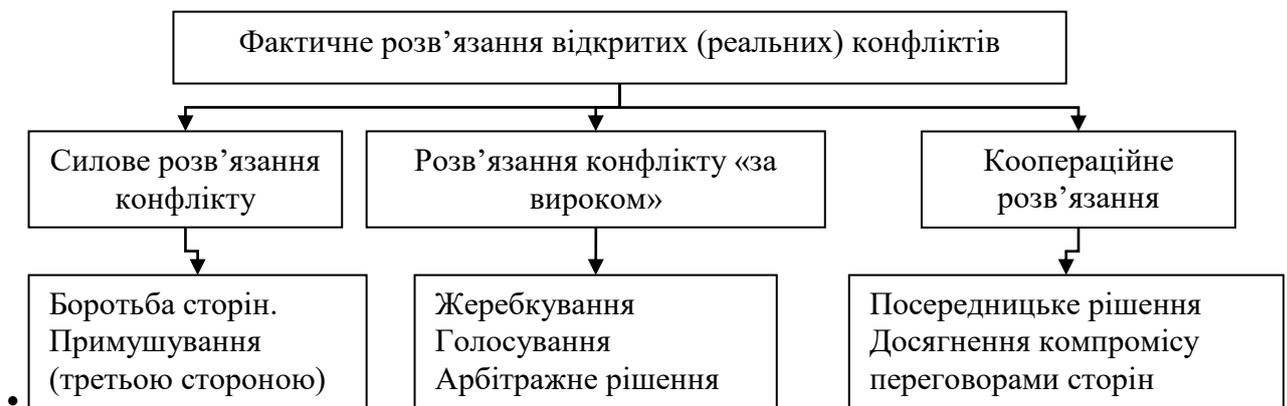 Фактичне розв’язання відкритих (реальних) конфліктів
Силове розв’язання
конфлікту
Розв’язання конфлікту «за
вироком»
Коопераційне
розв’язання
Боротьба сторін.
Примушування
(третьою стороною)
Жеребкування
Голосування
Арбітражне рішення
Посередницьке рішення
Досягнення компромісу
переговорами сторін